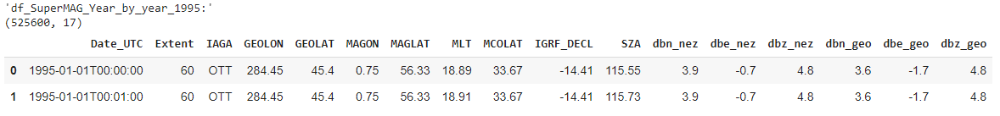 'df_SuperMAG_Year_by_year_1995:'
(525600, 17)
Date_UTC Extent IAGA GEOLON GEOLAT MAGON MAGLAT MLT MCOLAT IGRF_DECL SZA dbn_nez dbe_nez dbz_nez dbn_geo dbe_geo dbz_geo
0 1995-01-01T00:00:00 60 OTT 284.45 45.4 0.75 56.33 18.89 33.67 -14.41 115.55 3.9 -0.7 4.8 3.6 -1.7 4.8
1 1995-01-01T00:01:00 60 OTT 284.45 45.4 0.75 56.33 18.91 33.67 -14.41 115.73 3.9 -0.7 4.8 3.6 -1.7 4.8